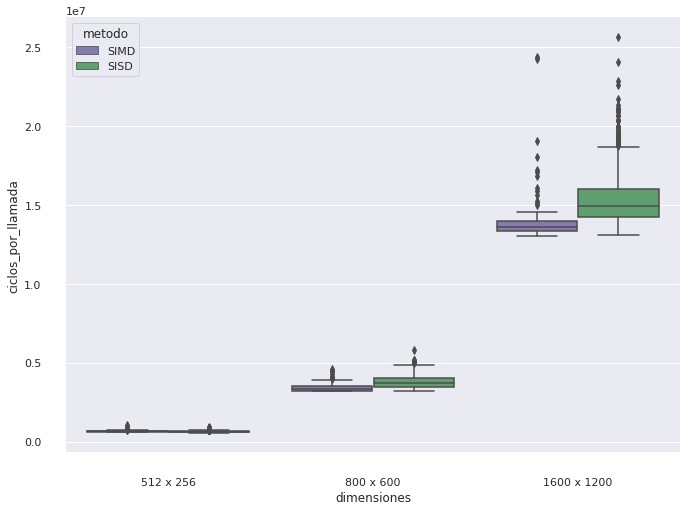 1e7
metodo
SIMD
SISD
2.5
2.0
1.5
1.0
0.5
0.0
ciclos_por_llamada
512 x 256
800 x 600
1600 x 1200
dimensiones